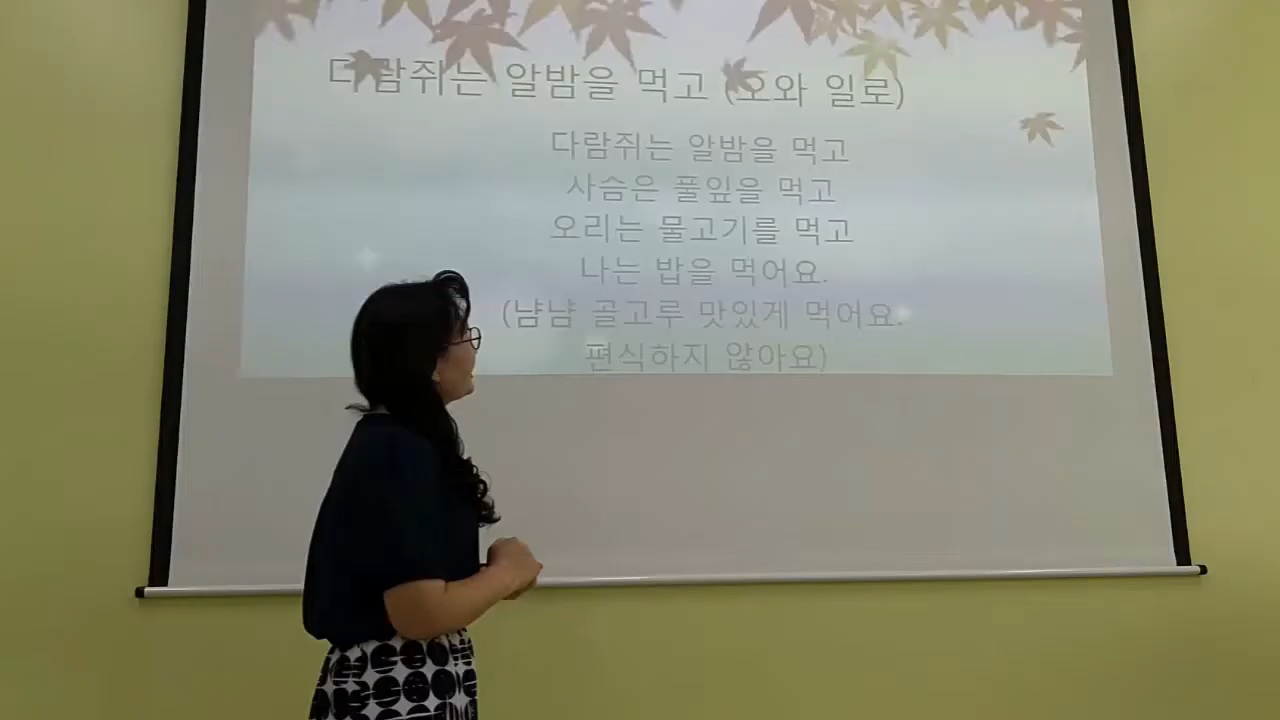 다람쥐는 알밤을 먹고 (오와 일로)
다람쥐는 알밤을 먹고
사슴은 풀잎을 먹고
오리는 물고기를 먹고
나는 밥을 먹어요.
(냠냠 골고루 맛있게 먹어요.
편식하지 않아요)